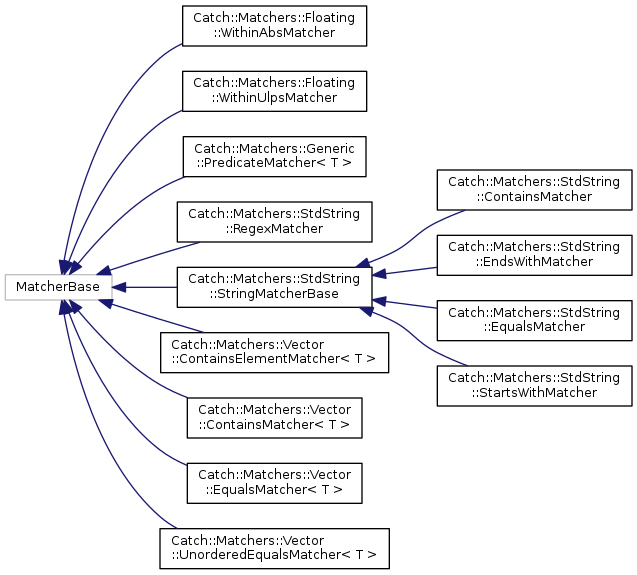 Catch::Matchers::Floating
::WithinAbsMatcher
Catch::Matchers::Floating
::WithinUlpsMatcher
Catch::Matchers::Generic
::PredicateMatcher< T >
Catch::Matchers::StdString
::RegexMatcher
MatcherBase
Catch::Matchers::StdString
::StringMatcherBase
Catch::Matchers::Vector
::ContainsElementMatcher< T >
Catch::Matchers::Vector
::ContainsMatcher< T >
Catch::Matchers::Vector
::EqualsMatcher< T >
Catch::Matchers::Vector
::UnorderedEqualsMatcher< T >
Catch::Matchers::StdString
::ContainsMatcher
Catch::Matchers::StdString
::EndsWithMatcher
Catch::Matchers::StdString
::EqualsMatcher
Catch::Matchers::StdString
::StartsWithMatcher